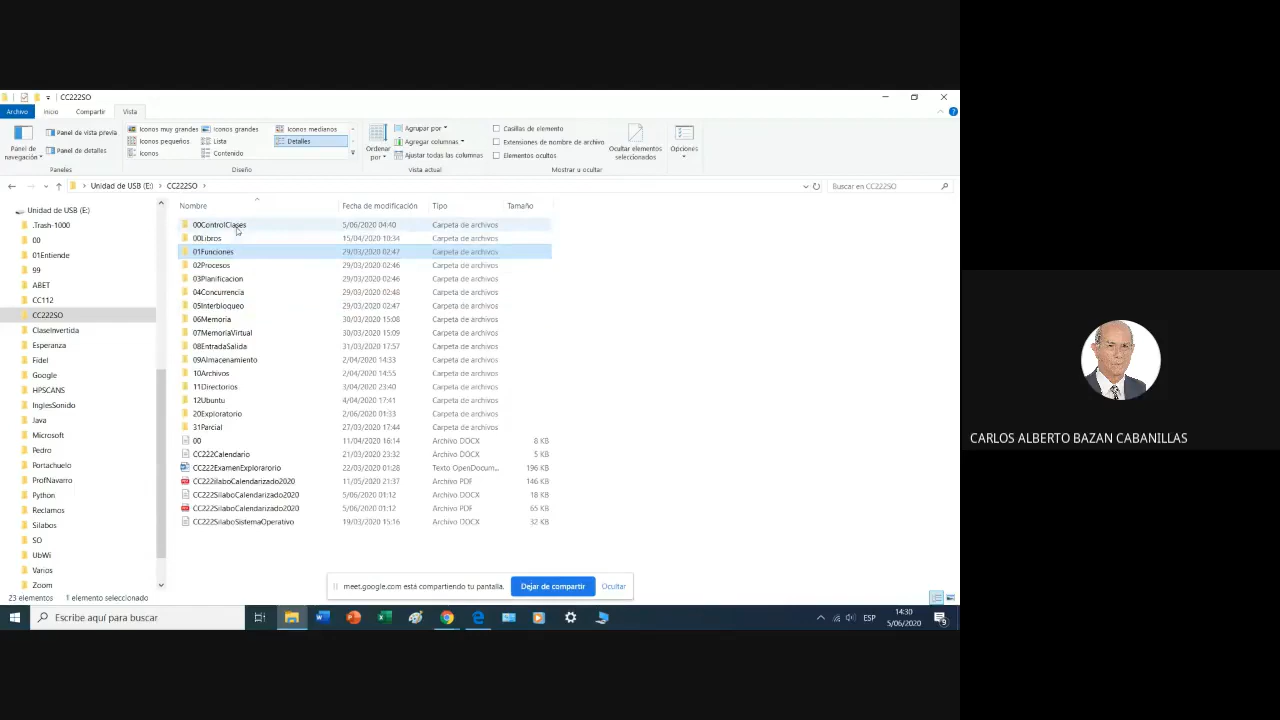 CC222SO
Archivo Inicio Compartir Vista
Panel de navegación
Panel de vista previa
Panel de detalles
Paneles
Iconos muy grandes Iconos grandes Iconos medianos
Iconos pequeños Lista Detalles
Iconos Contenido
Diseño
Ordenar por
Agrupar por
Agregar columnas
Ajustar todas las columnas
Vista actual
Casillas de elemento
Extensiones de nombre de archivo
Elementos ocultos
Ocultar elementos seleccionados
Mostrar u ocultar
Opciones
Unidad de USB (E:) > CC222SO >
Buscar en CC222SO
Unidad de USB (E:)
.Trash-1000
00
01Entiende
99
ABET
CC112
CC222SO
ClaseInvertida
Esperanza
Fidel
Google
HPSCANS
InglesSonido
Java
Microsoft
Pedro
Portachuelo
ProfNavarro
Python
Reclamos
Silabos
SO
UbWi
Varios
Zoom
Nombre Fecha de modificación Tipo Tamaño
00ControlClases 5/06/2020 04:40 Carpeta de archivos
00Libros 15/04/2020 10:34 Carpeta de archivos
01Funciones 29/03/2020 02:47 Carpeta de archivos
02Procesos 29/03/2020 02:46 Carpeta de archivos
03Planificacion 29/03/2020 02:46 Carpeta de archivos
04Concurrencia 29/03/2020 02:48 Carpeta de archivos
05Interbloqueo 29/03/2020 02:47 Carpeta de archivos
06Memoria 30/03/2020 15:08 Carpeta de archivos
07MemoriaVirtual 30/03/2020 15:09 Carpeta de archivos
08EntradaSalida 31/03/2020 17:57 Carpeta de archivos
09Almacenamiento 2/04/2020 14:33 Carpeta de archivos
10Archivos 2/04/2020 14:55 Carpeta de archivos
11Directorios 3/04/2020 23:40 Carpeta de archivos
12Ubuntu 4/04/2020 17:41 Carpeta de archivos
20Exploratorio 2/06/2020 01:33 Carpeta de archivos
31Parcial 27/03/2020 17:44 Carpeta de archivos
00 11/04/2020 16:14 Archivo DOCX 8 KB
CC222Calendario 21/03/2020 23:32 Archivo DOCX 5 KB
CC222ExamenExplorarorio 22/03/2020 01:28 Texto OpenDocum... 196 KB
CC222ilaboCalendarizado2020 11/05/2020 21:37 Archivo PDF 146 KB
CC222SilaboCalendarizado2020 5/06/2020 01:12 Archivo DOCX 18 KB
CC222SilaboCalendarizado2020 5/06/2020 01:12 Archivo PDF 65 KB
CC222SilaboSistemaOperativo 19/03/2020 15:16 Archivo DOCX 32 KB
meet.google.com está compartiendo tu pantalla. Dejar de compartir Ocultar
23 elementos 1 elemento seleccionado
Escribe aquí para buscar
ESP
14:30
5/06/2020
9
CARLOS ALBERTO BAZAN CABANILLAS